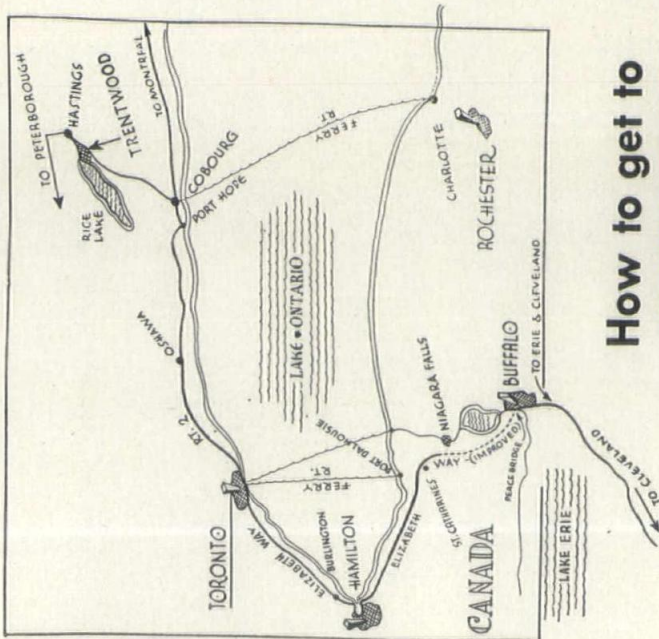 How to get to
TO PETERBOROUGH
HASTINGS
TRENTWOOD
RICE LAKE
TO MONTREAL
COBOURG
PORT HOPE
FERRY RT.
CHARLOTTE
ROCHESTER
OSHAWA
RT. 2
LAKE • ONTARIO
TORONTO
FERRY RT.
PORT DALHOUSIE
NIAGARA FALLS
BUFFALO
TO ERIE & CLEVELAND
ELIZABETH WAY
BURLINGTON
HAMILTON
ELIZABETH WAY - (IMPROVED)
ST. CATHARINES
PEACE BRIDGE
CANADA
LAKE ERIE
TO CLEVELAND